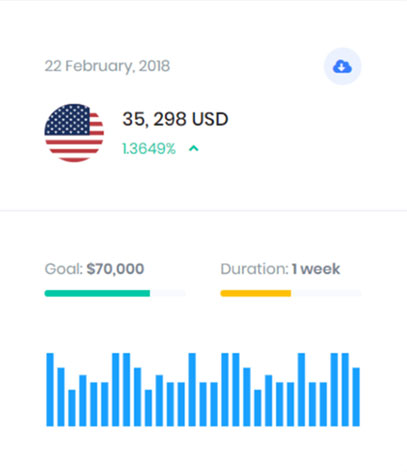 22 February, 2018
35, 298 USD
1.3649%
Goal: $70,000
Duration: 1 week